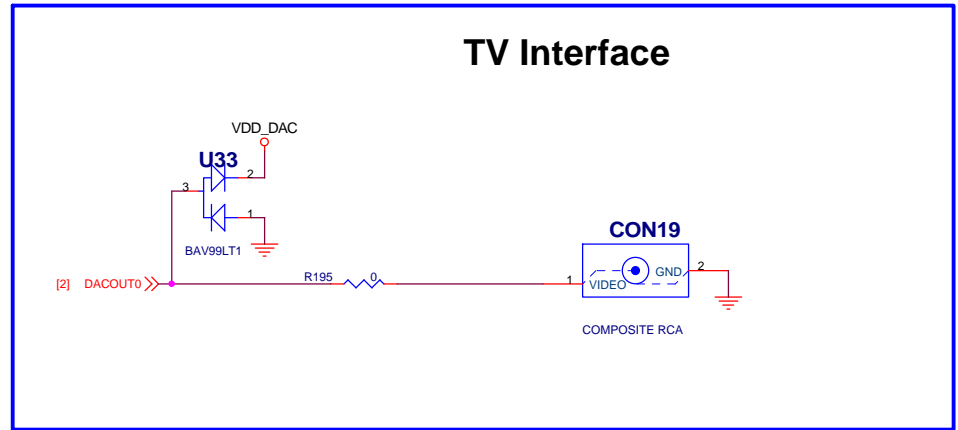 TV Interface
VDD_DAC
U33
2
3
1
BAV99LT1
CON19
[2] DACOUT0
R195 0
1 VIDEO GND 2
COMPOSITE RCA